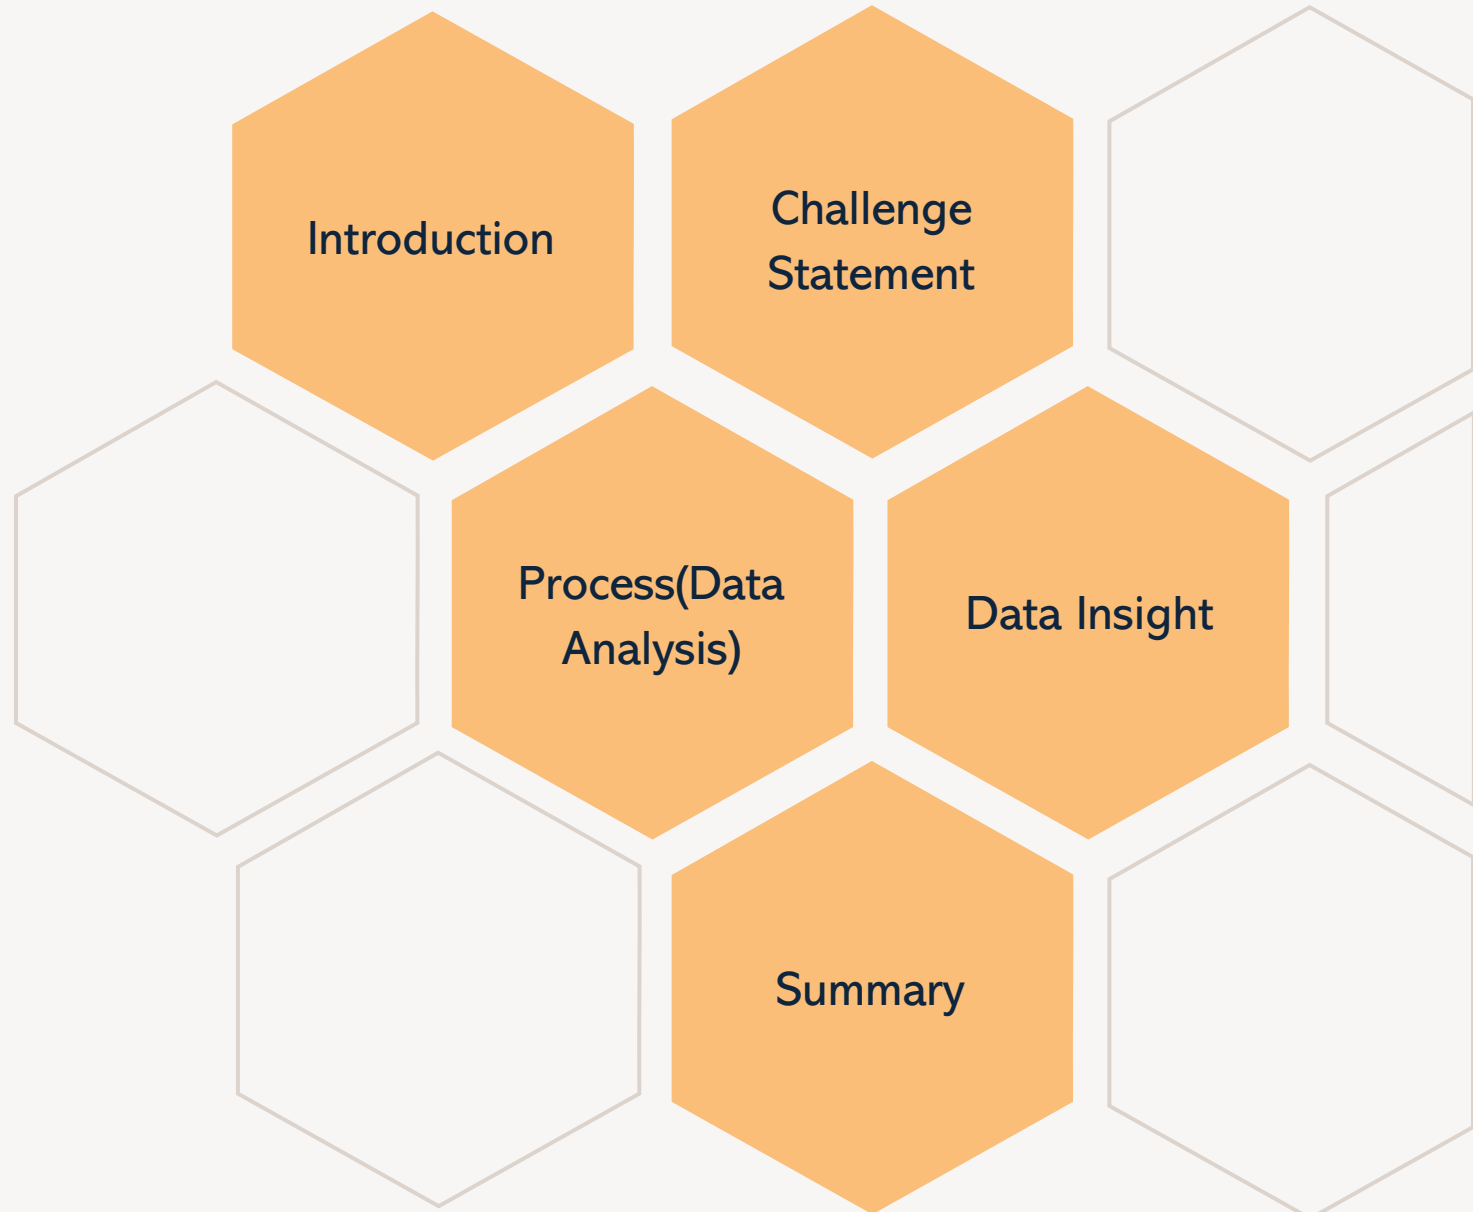 Introduction
Challenge
Statement
Process(Data
Analysis)
Data Insight
Summary